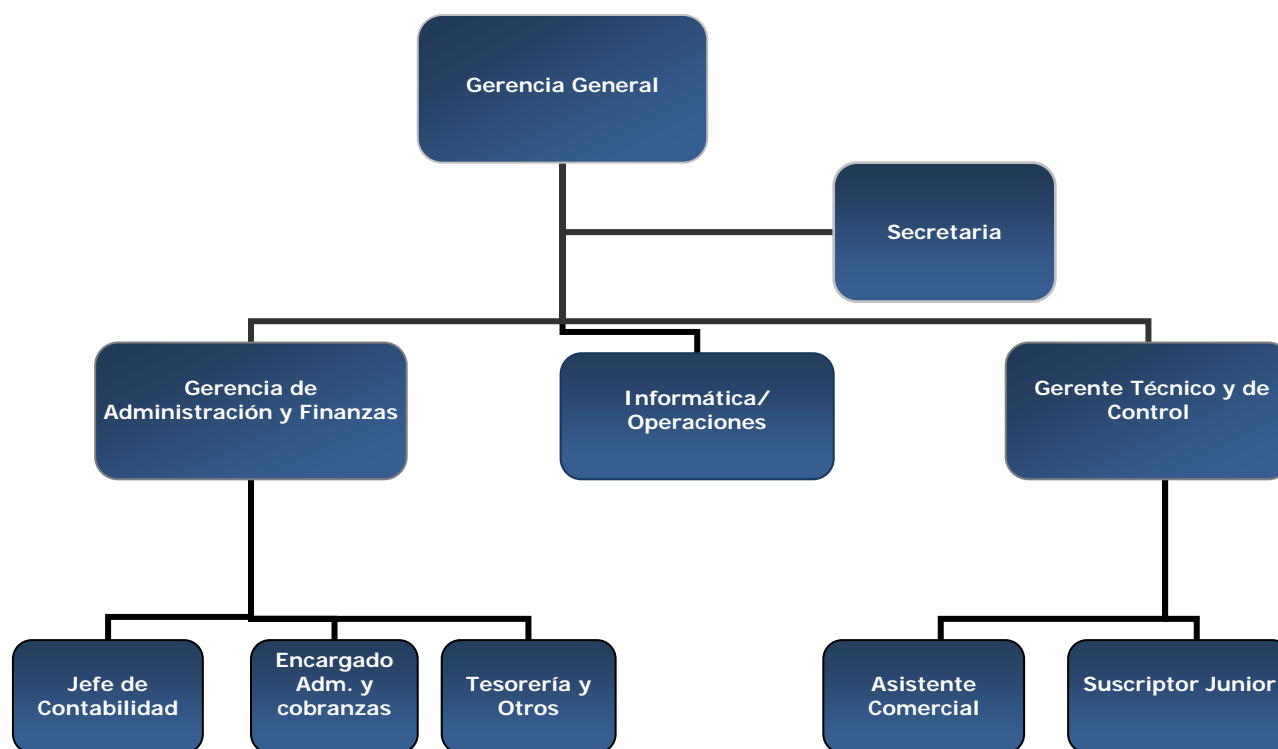 Gerencia General
Secretaria
Gerencia de
Administración y Finanzas
Informática/
Operaciones
Gerente Técnico y de
Control
Jefe de
Contabilidad
Encargado
Adm. y
cobranzas
Tesorería y
Otros
Asistente
Comercial
Suscriptor Junior